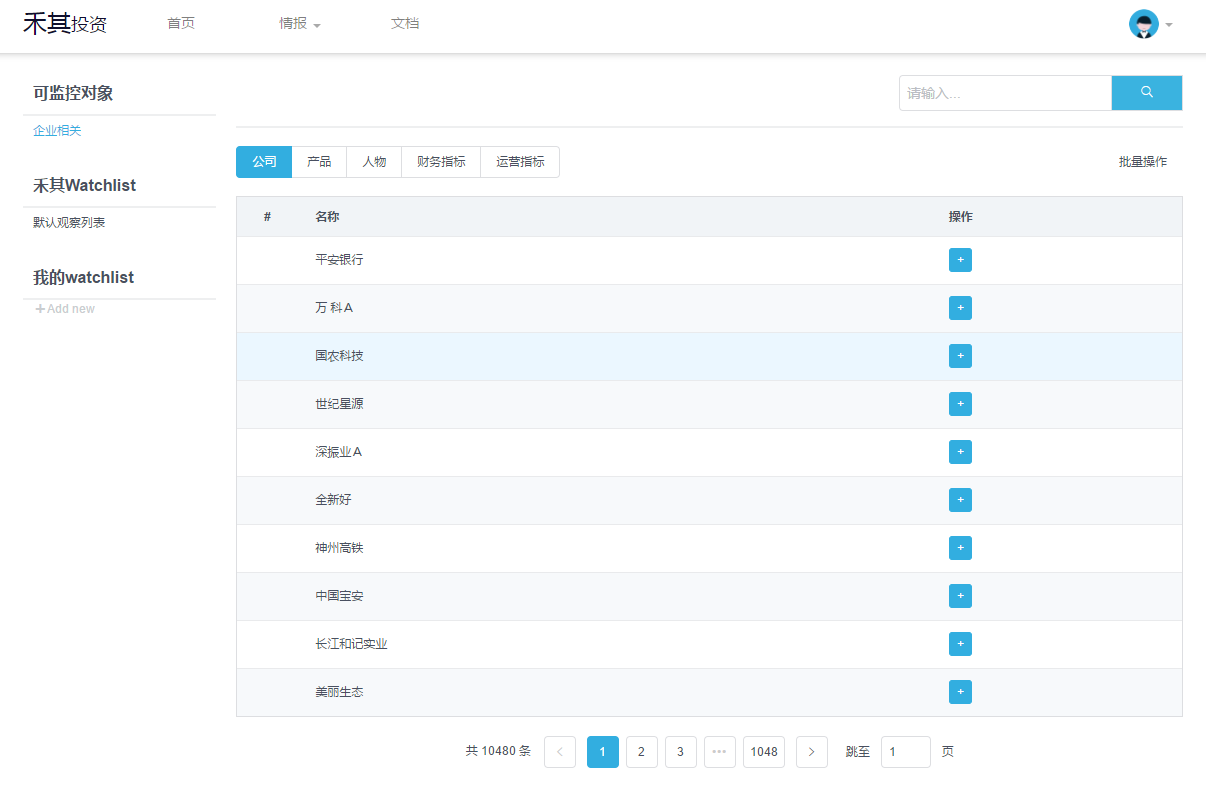 禾其投资 首页 情报 文档
可监控对象
企业相关
禾其Watchlist
默认观察列表
我的watchlist
+Add new
请输入...
公司 产品 人物 财务指标 运营指标 批量操作
# 名称 操作
平安银行 +
万 科Ａ +
国农科技 +
世纪星源 +
深振业Ａ +
全新好 +
神州高铁 +
中国宝安 +
长江和记实业 +
美丽生态 +
共 10480 条 < 1 2 3 ••• 1048 > 跳至 1 页